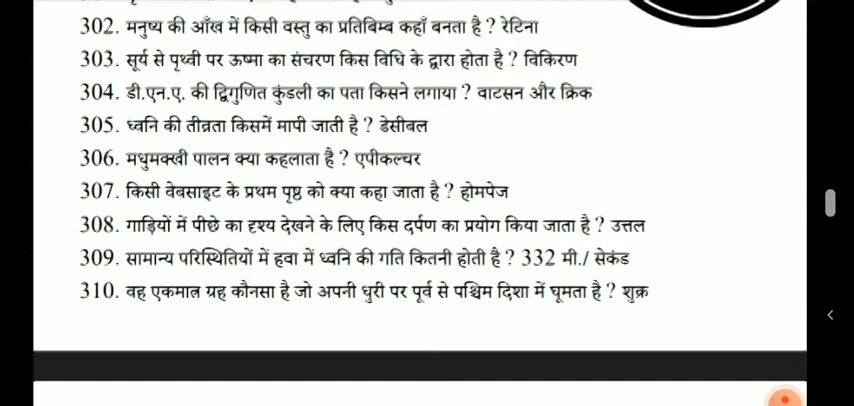 302. मनुष्य की आँख में किसी वस्तु का प्रतिबिम्ब कहाँ बनता है ? रेटिना
303. सूर्य से पृथ्वी पर ऊष्मा का संचरण किस विधि के द्वारा होता है ? विकिरण
304. डी.एन.ए. की द्विगुणित कुंडली का पता किसने लगाया ? वाटसन और क्रिक
305. ध्वनि की तीव्रता किसमें मापी जाती है ? डेसीबल
306. मधुमक्खी पालन क्या कहलाता है ? एपीकल्चर
307. किसी वेबसाइट के प्रथम पृष्ठ को क्या कहा जाता है ? होमपेज
308. गाड़ियों में पीछे का दृश्य देखने के लिए किस दर्पण का प्रयोग किया जाता है ? उत्तल
309. सामान्य परिस्थितियों में हवा में ध्वनि की गति कितनी होती है ? 332 मी./ सेकंड
310. वह एकमात्र ग्रह कौनसा है जो अपनी धुरी पर पूर्व से पश्चिम दिशा में घूमता है ? शुक्र